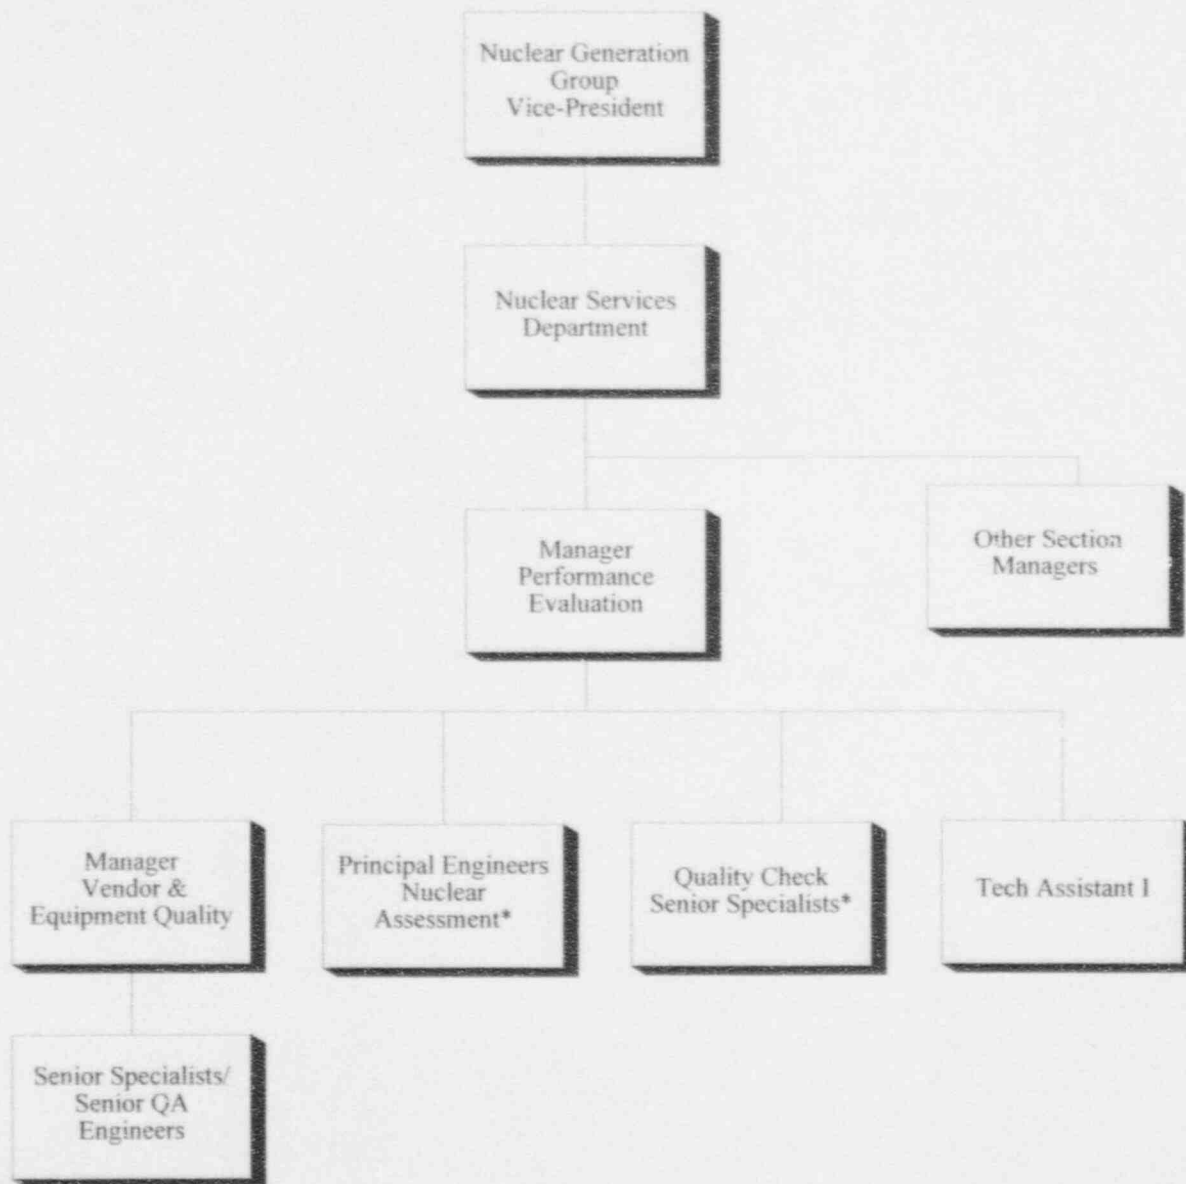 Nuclear Generation
Group
Vice-President
Nuclear Services
Department
Manager
Performance
Evaluation
Other Section
Managers
Manager
Vendor &
Equipment Quality
Principal Engineers
Nuclear
Assessment*
Quality Check
Senior Specialists*
Tech Assistant I
Senior Specialists/
Senior QA
Engineers